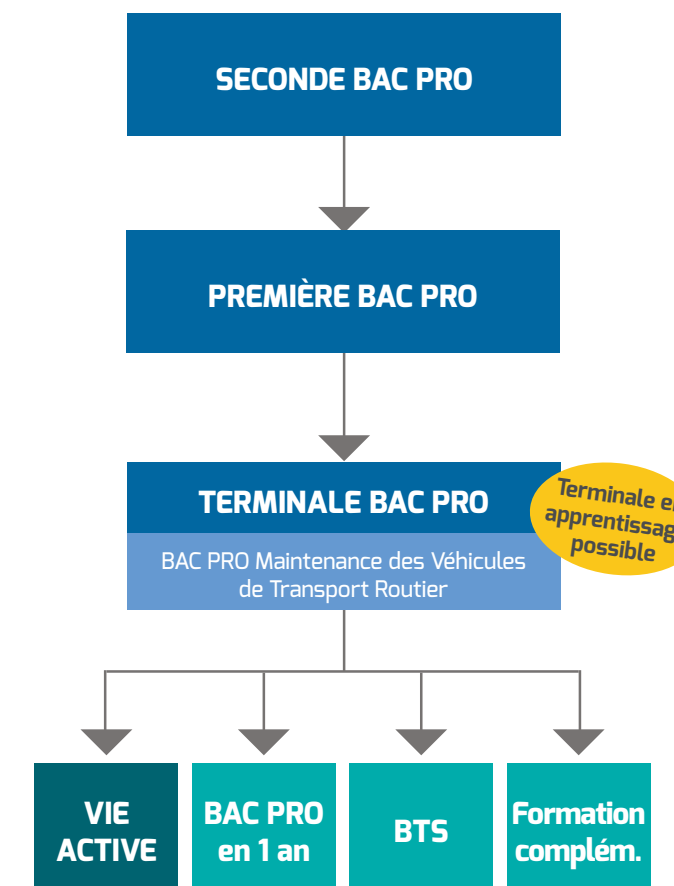 SECONDE BAC PRO
PREMIÈRE BAC PRO
TERMINALE BAC PRO
BAC PRO Maintenance des Véhicules
de Transport Routier
Terminale
apprentissag
possible
VIE
ACTIVE
BAC PRO
en 1 an
BTS
Formation
complém.